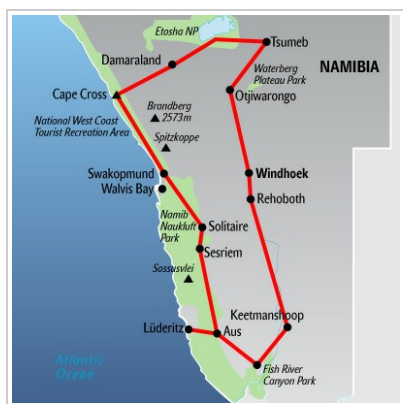 Etosha NP
Tsumeb
Damaraland
Waterberg
Plateau Park
NAMIBIA
Cape Cross
Brandberg
2573m
Otjiwarongo
National West Coast
Tourist Recreation Area
Spitzkoppe
Swakopmund
Windhoek
Walvis Bay
Rehoboth
Namib
Naukluft
Park
Solitaire
Sesriem
Sossusvlei
Keetmanshoop
Lüderitz
Aus
Atlantic
Ocean
Fish River
Canyon Park